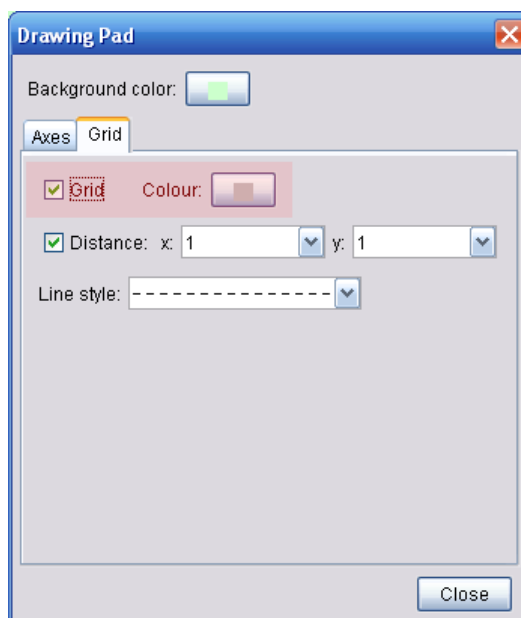 Drawing Pad
Background color:
Axes Grid
Grid Colour:
Distance: x: 1 y: 1
Line style:
Close